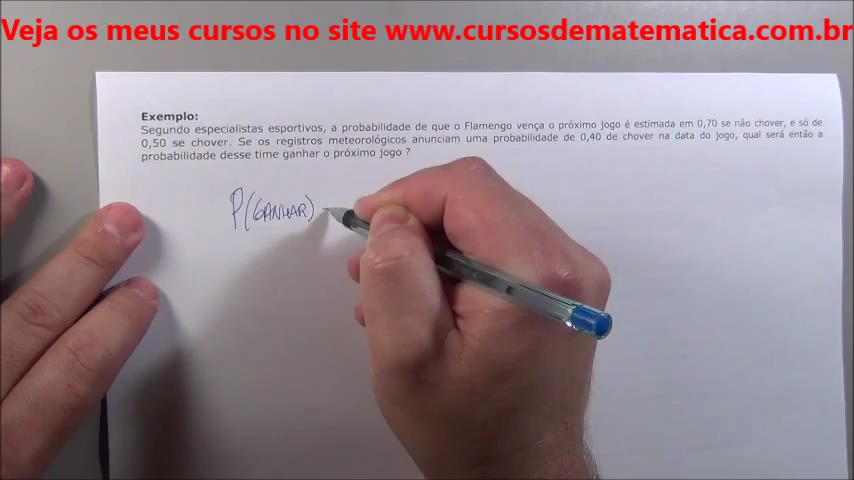 Veja os meus cursos no site www.cursosdematematica.com.br
Exemplo:
Segundo especialistas esportivos, a probabilidade de que o Flamengo vença o próximo jogo é estimada em 0,70 se não chover, e só de
0,50 se chover. Se os registros meteorológicos anunciam uma probabilidade de 0,40 de chover na data do jogo, qual será então a
probabilidade desse time ganhar o próximo jogo ?
P(GANHAR)